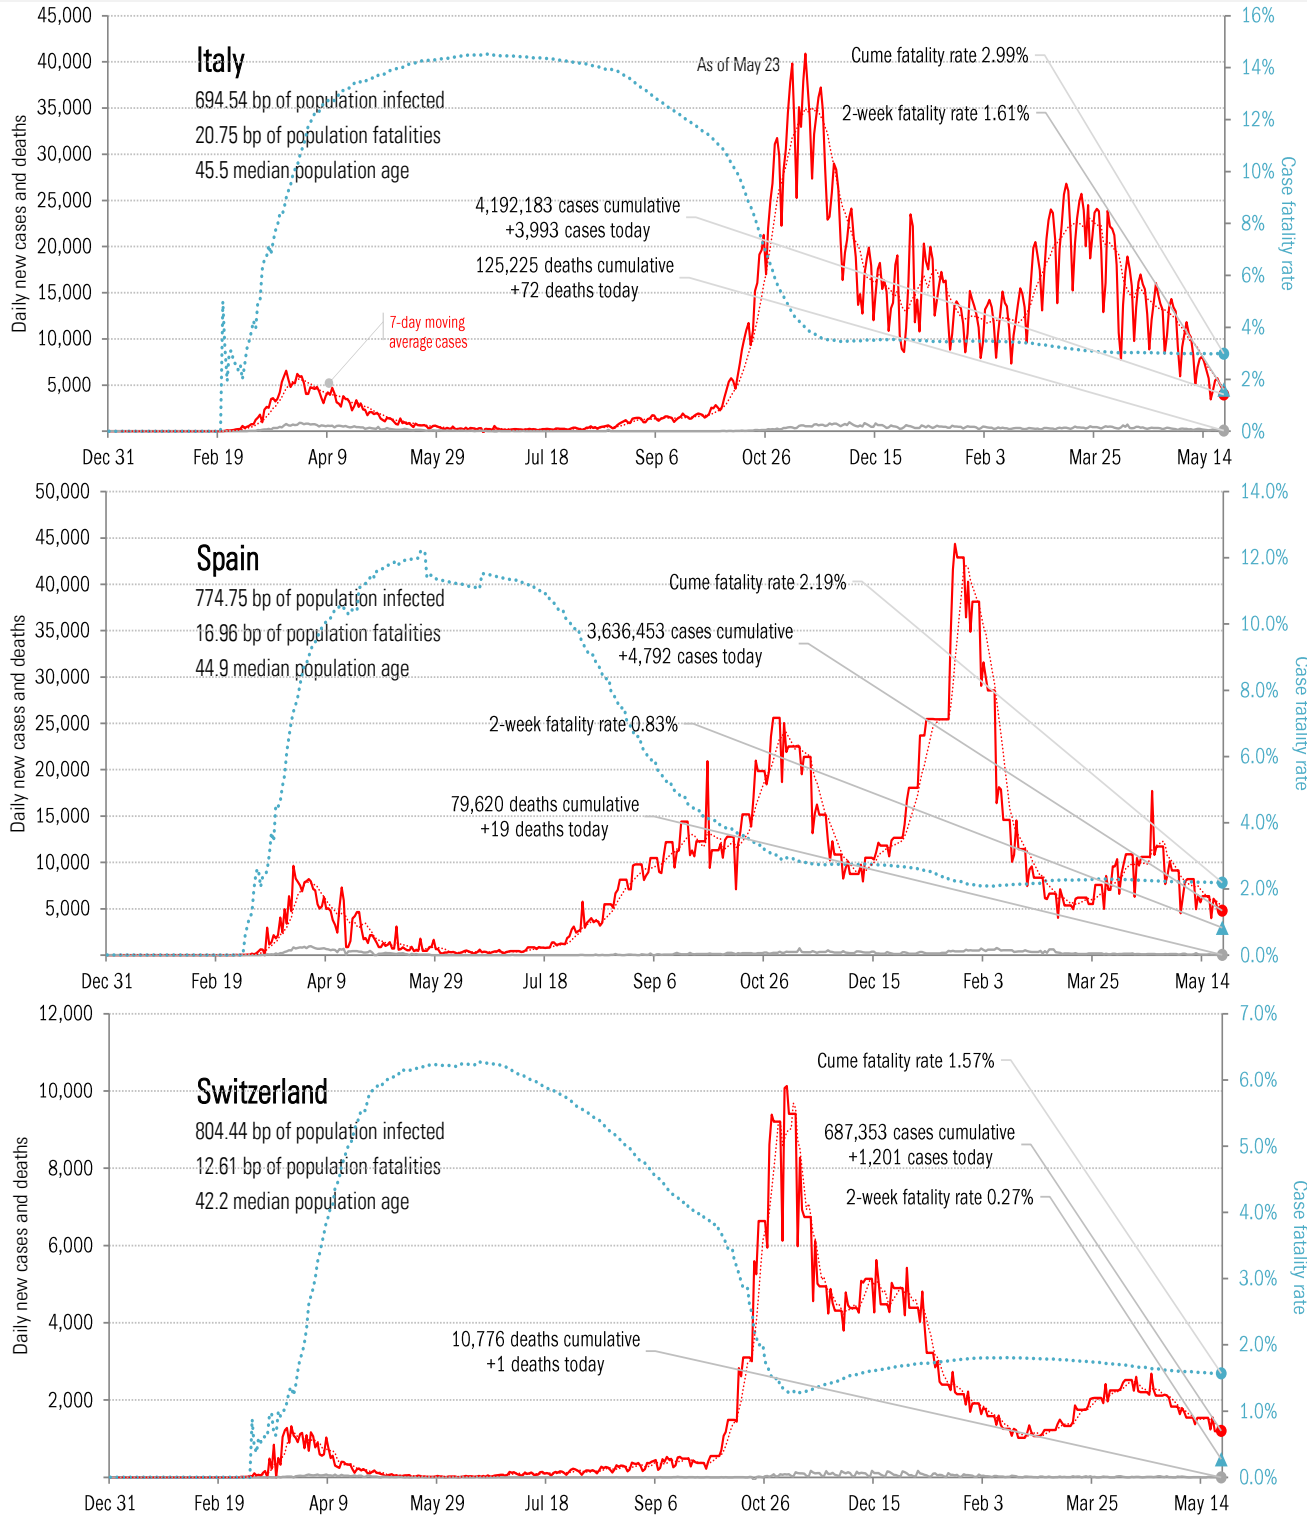 45,000
40,000
35,000
30,000
25,000
20,000
15,000
10,000
5,000
Daily new cases and deaths
Italy
694.54 bp of population infected
20.75 bp of population fatalities
45.5 median population age
As of May 23
Cume fatality rate 2.99%
2-week fatality rate 1.61%
4,192,183 cases cumulative
+3,993 cases today
125,225 deaths cumulative
+72 deaths today
7-day moving
average cases
16%
14%
12%
10%
8%
6%
4%
2%
0%
Case fatality rate
Dec 31 Feb 19 Apr 9 May 29 Jul 18 Sep 6 Oct 26 Dec 15 Feb 3 Mar 25 May 14
50,000
45,000
40,000
35,000
30,000
25,000
20,000
15,000
10,000
5,000
Daily new cases and deaths
Spain
774.75 bp of population infected
16.96 bp of population fatalities
44.9 median population age
Cume fatality rate 2.19%
3,636,453 cases cumulative
+4,792 cases today
2-week fatality rate 0.83%
79,620 deaths cumulative
+19 deaths today
14.0%
12.0%
10.0%
8.0%
6.0%
4.0%
2.0%
0.0%
Case fatality rate
Dec 31 Feb 19 Apr 9 May 29 Jul 18 Sep 6 Oct 26 Dec 15 Feb 3 Mar 25 May 14
12,000
10,000
8,000
6,000
4,000
2,000
Daily new cases and deaths
Switzerland
804.44 bp of population infected
12.61 bp of population fatalities
42.2 median population age
Cume fatality rate 1.57%
687,353 cases cumulative
+1,201 cases today
2-week fatality rate 0.27%
10,776 deaths cumulative
+1 deaths today
7.0%
6.0%
5.0%
4.0%
3.0%
2.0%
1.0%
0.0%
Case fatality rate
Dec 31 Feb 19 Apr 9 May 29 Jul 18 Sep 6 Oct 26 Dec 15 Feb 3 Mar 25 May 14